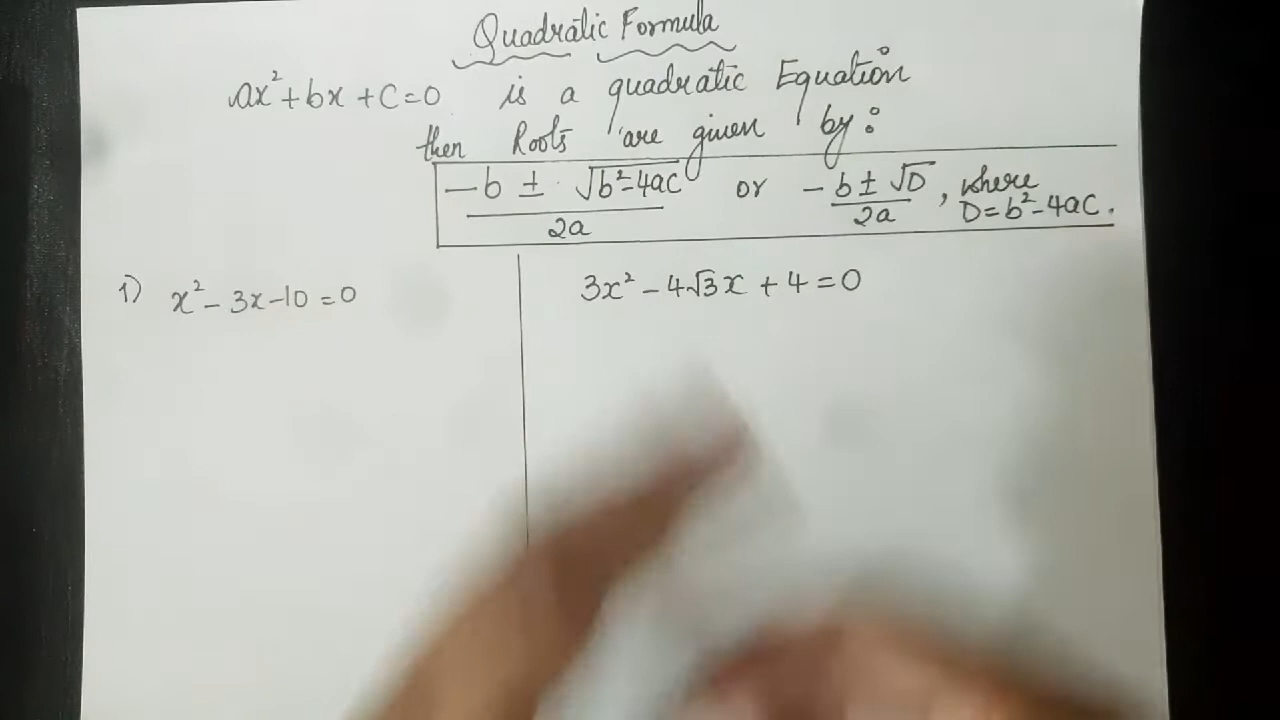 Quadratic Formula
ax² + bx + C = 0 is a quadratic Equation
then Roots are given by:
-b ± √b²-4ac / 2a or -b ± √D / 2a, where D = b² - 4aC.
1) x² - 3x - 10 = 0
3x² - 4√3x + 4 = 0